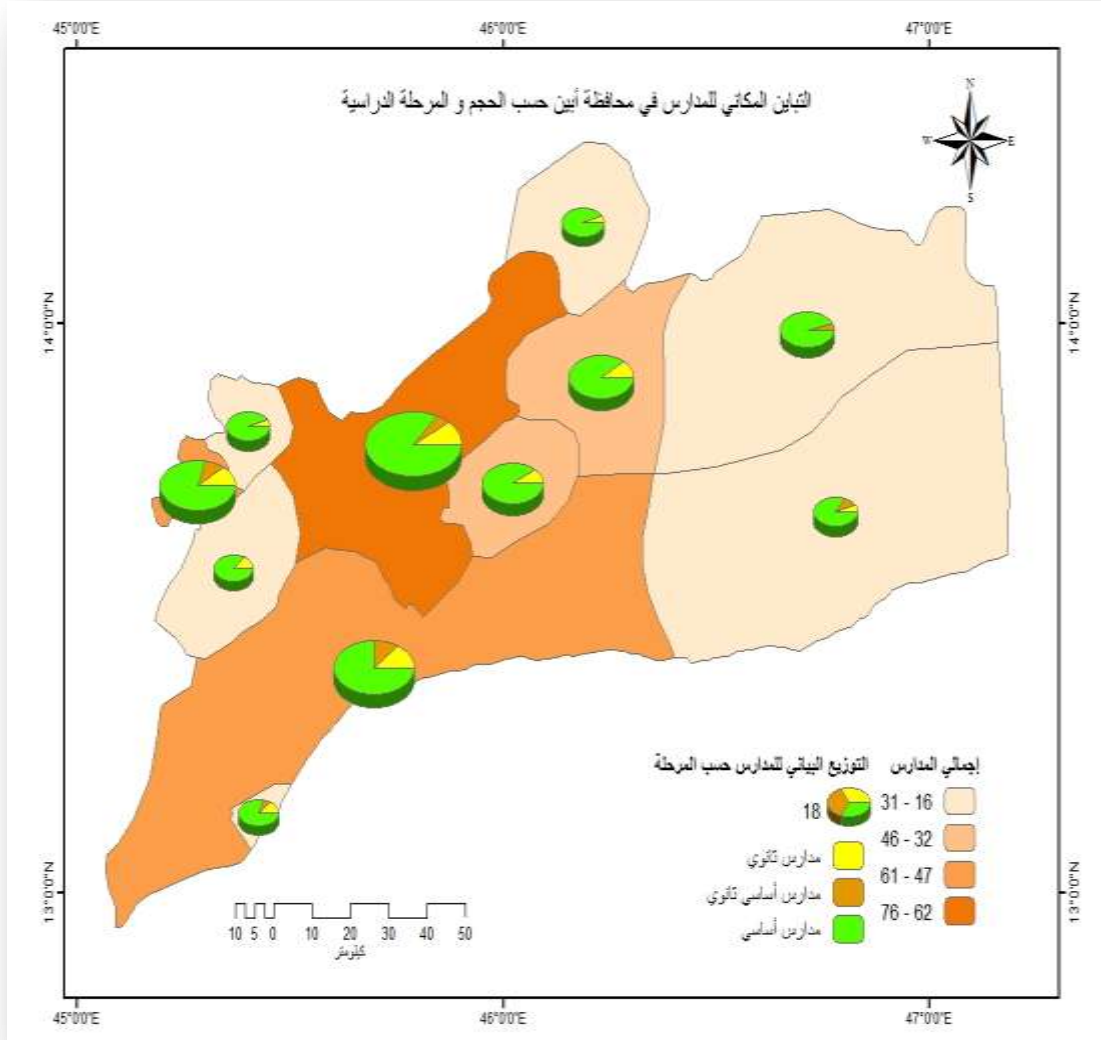 45°0'0"E 46°0'0"E 47°0'0"E
التباين المكاني للمدارس في محافظة أبين حسب الحجم و المرحلة الدراسية
N
W E
S
14°0'0"N 14°0'0"N
إجمالي المدارس
31 - 16
46 - 32
61 - 47
76 - 62
التوزيع البياني للمدارس حسب المرحلة
18
مدارس ثانوي
مدارس أساسي ثانوي
مدارس أساسي
13°0'0"N 13°0'0"N
10 5 0 10 20 30 40 50
كيلومتر
45°0'0"E 46°0'0"E 47°0'0"E